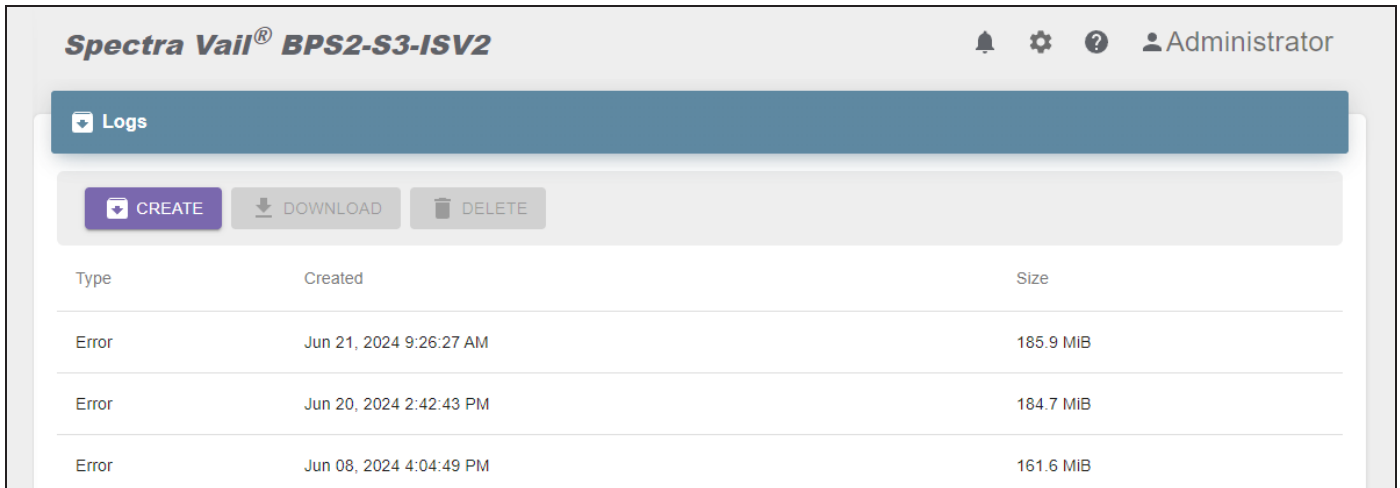 Spectra Vail® BPS2-S3-ISV2 Administrator
Logs
CREATE DOWNLOAD DELETE
Type Created Size
Error Jun 21, 2024 9:26:27 AM 185.9 MiB
Error Jun 20, 2024 2:42:43 PM 184.7 MiB
Error Jun 08, 2024 4:04:49 PM 161.6 MiB